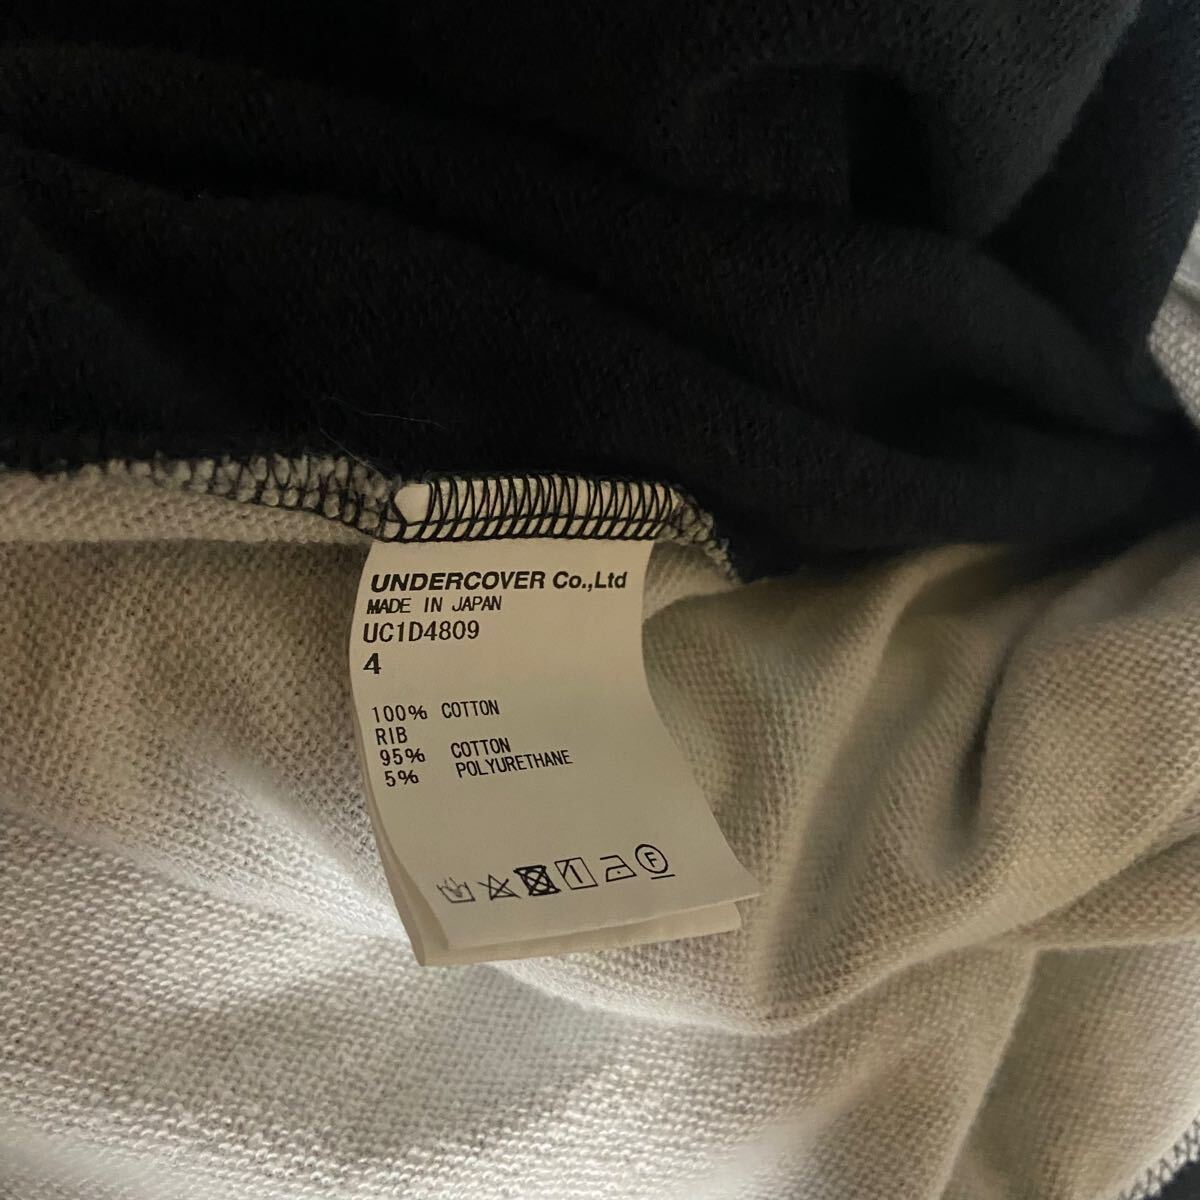 UNDERCOVER Co.,Ltd
MADE IN JAPAN
UC1D4809
4
100% COTTON
RIB
95% COTTON
5% POLYURETHANE
F